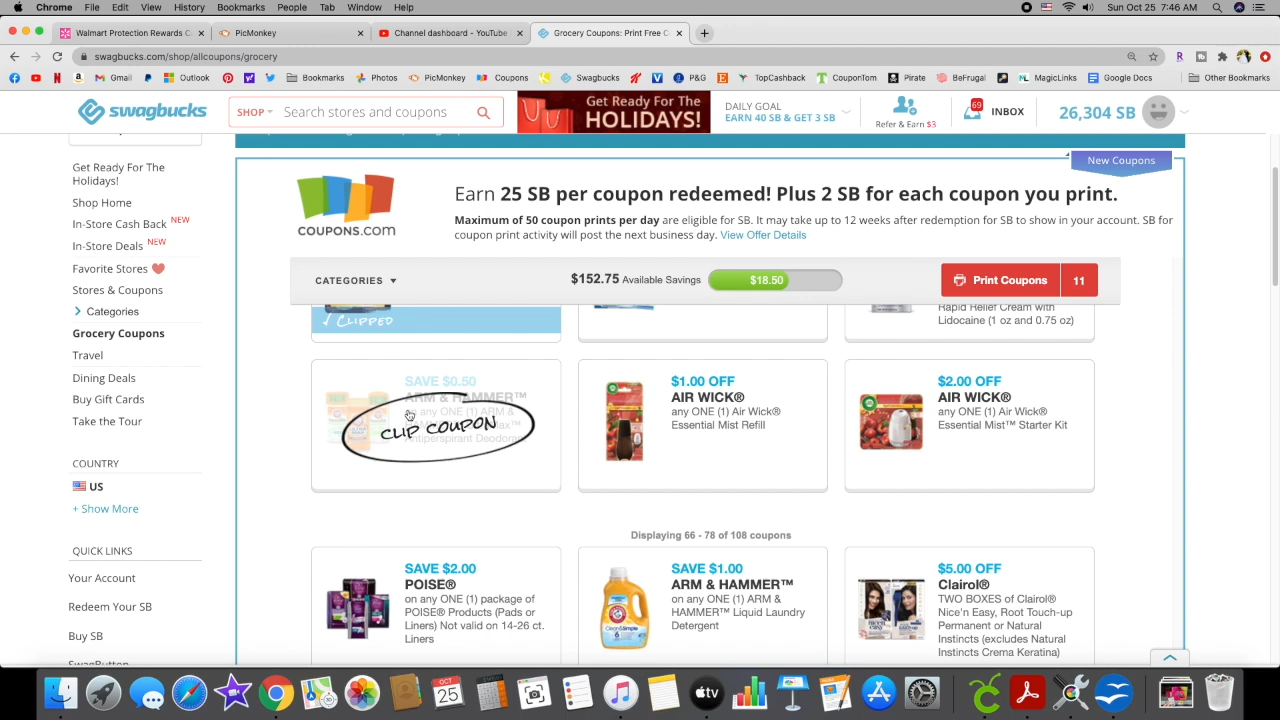 Chrome File Edit View History Bookmarks People Tab Window Help Sun Oct 25 7:46 AM
Walmart Protection Rewards C PicMonkey Channel dashboard - YouTube Grocery Coupons: Print Free C
swagbucks.com/shop/allcoupons/grocery
Gmail Outlook Bookmarks Photos PicMonkey Coupons Swagbucks P&G TopCashback CouponTom Pirate BeFrugal MagicLinks Google Docs Other Bookmarks
swagbucks SHOP Search stores and coupons
Get Ready For The
HOLIDAYS!
DAILY GOAL
EARN 40 SB & GET 3 SB
Refer & Earn $3
69
INBOX
26,304 SB
Get Ready For The
Holidays!
Shop Home
In-Store Cash Back NEW
In-Store Deals NEW
Favorite Stores
Stores & Coupons
Categories
Grocery Coupons
Travel
Dining Deals
Buy Gift Cards
Take the Tour
COUNTRY
US
+ Show More
QUICK LINKS
Your Account
Redeem Your SB
Buy SB
SwagButton
New Coupons
COUPONS.com
Earn 25 SB per coupon redeemed! Plus 2 SB for each coupon you print.
Maximum of 50 coupon prints per day are eligible for SB. It may take up to 12 weeks after redemption for SB to show in your account. SB for
coupon print activity will post the next business day. View Offer Details
CATEGORIES
$152.75 Available Savings $18.50
Print Coupons 11
✓ CLIPPED
Rapid Relief Cream with
Lidocaine (1 oz and 0.75 oz)
SAVE $0.50
ARM & HAMMER™
on any ONE (1) ARM &
Antiperspirant Deodorant
CLIP COUPON
$1.00 OFF
AIR WICK®
any ONE (1) Air Wick®
Essential Mist Refill
$2.00 OFF
AIR WICK®
any ONE (1) Air Wick®
Essential Mist™ Starter Kit
Displaying 66 - 78 of 108 coupons
SAVE $2.00
POISE®
on any ONE (1) package of
POISE® Products (Pads or
Liners) Not valid on 14-26 ct.
Liners
SAVE $1.00
ARM & HAMMER™
on any ONE (1) ARM &
HAMMER™ Liquid Laundry
Detergent
$5.00 OFF
Clairol®
TWO BOXES of Clairol®
Nice'n Easy, Root Touch-up
Permanent or Natural
Instincts (excludes Natural
Instincts Crema Keratina)
OCT
25
tv